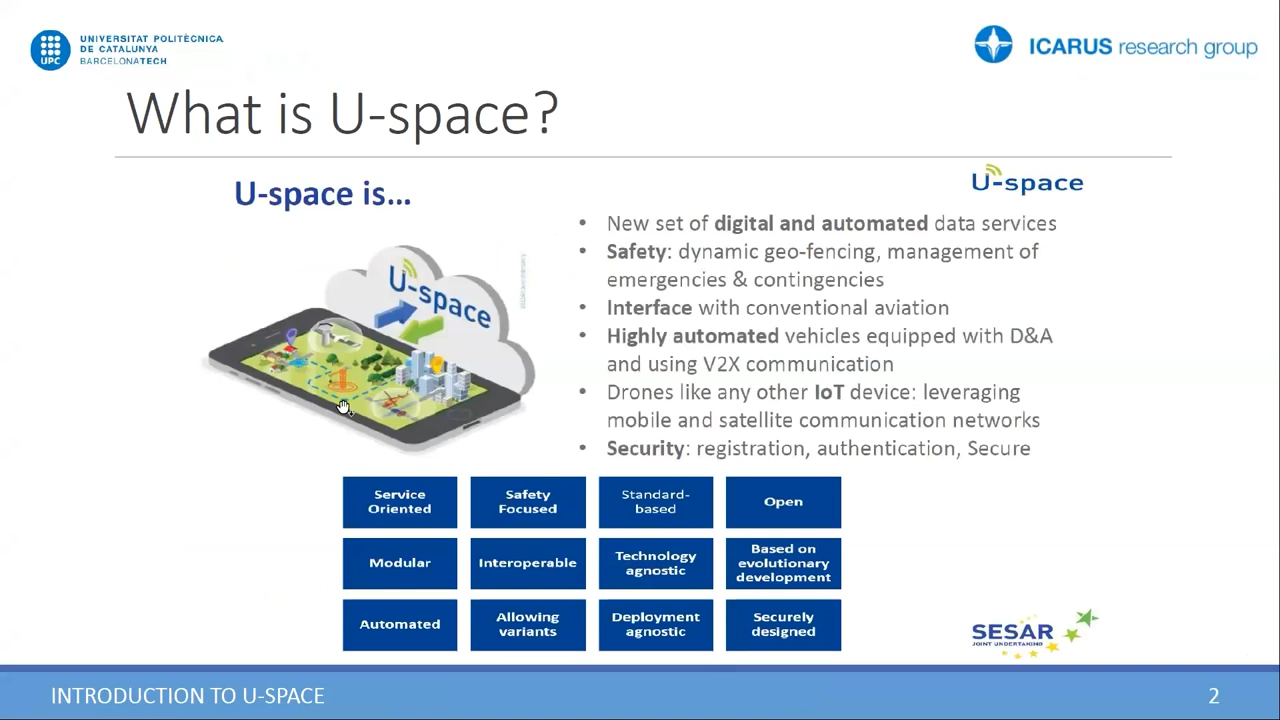 UNIVERSITAT POLITÈCNICA
DE CATALUNYA
BARCELONATECH
UPC
ICARUS research group
What is U-space?
U-space is...
U-space
U-space
• New set of digital and automated data services
• Safety: dynamic geo-fencing, management of
emergencies & contingencies
• Interface with conventional aviation
• Highly automated vehicles equipped with D&A
and using V2X communication
• Drones like any other IoT device: leveraging
mobile and satellite communication networks
• Security: registration, authentication, Secure
Service Oriented
Safety Focused
Standard-based
Open
Modular
Interoperable
Technology agnostic
Based on evolutionary development
Automated
Allowing variants
Deployment agnostic
Securely designed
SESAR
JOINT UNDERTAKING
INTRODUCTION TO U-SPACE
2